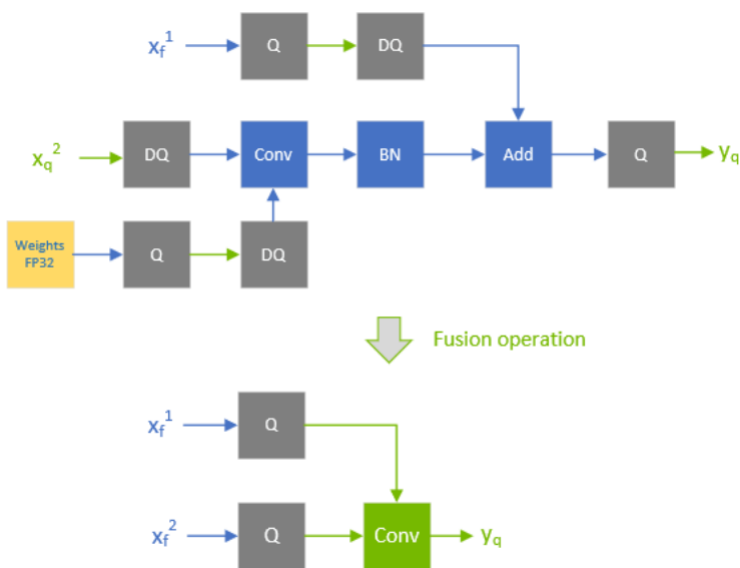 x_f^1
Q
DQ
x_q^2
DQ
Conv
BN
Add
Q
y_q
Weights
FP32
Q
DQ
Fusion operation
x_f^1
Q
x_f^2
Q
Conv
y_q